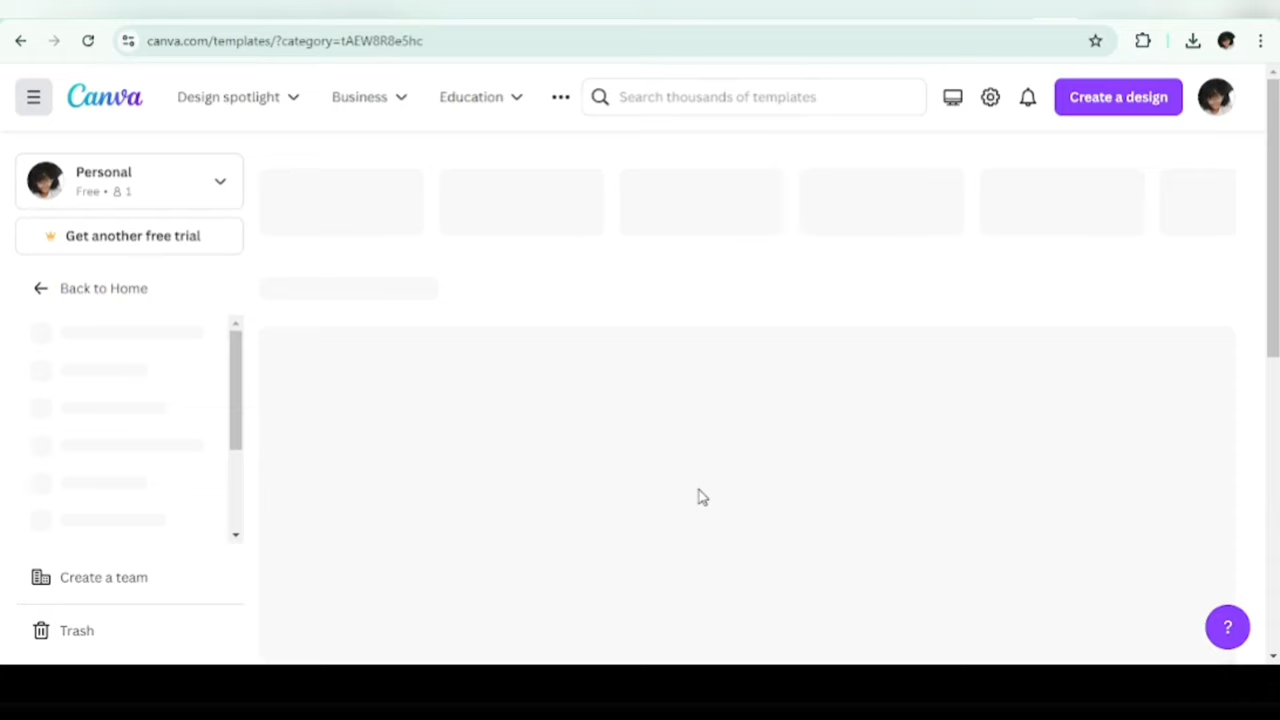 canva.com/templates/?category=tAEW8R8e5hc
Canva Design spotlight Business Education Search thousands of templates Create a design
Personal
Free • 1
Get another free trial
Back to Home
Create a team
Trash
?